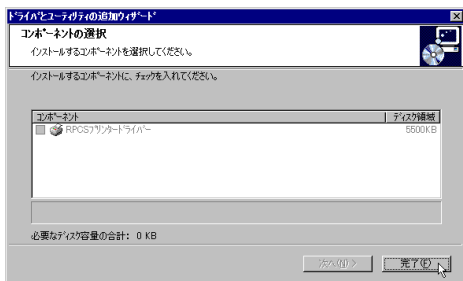 ドライバとユーティリティの追加ウィザード
コンポーネントの選択
インストールするコンポーネントを選択してください。
インストールするコンポーネントに、チェックを入れてください。
コンポーネント ディスク領域
RPCSプリンタードライバー 5500KB
必要なディスク容量の合計: 0 KB
次へ(N) > 完了(F)